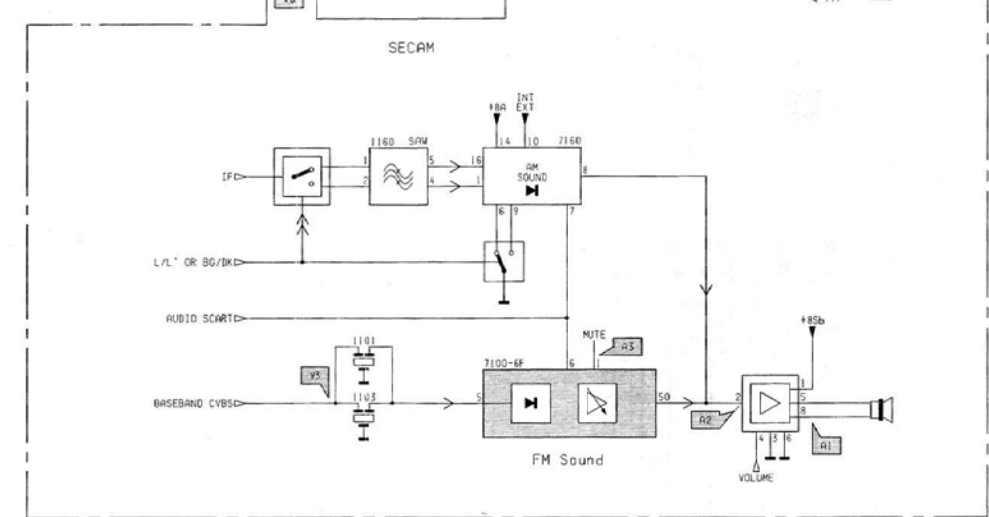 SECAM
INT
+8A EXT
1160 SAW 14 10 7160
1 5 16 AM 8
IF SOUND
2 4 1
6 9 7
L/L' OR BG/DK
AUDIO SCART
+8Sb
MUTE
1101 A3
7100-6F 6 1
V3
1103
BASEBAND CVBS 5 50 2 1
5
8
A2
4 3 6 A1
FM Sound
VOLUME